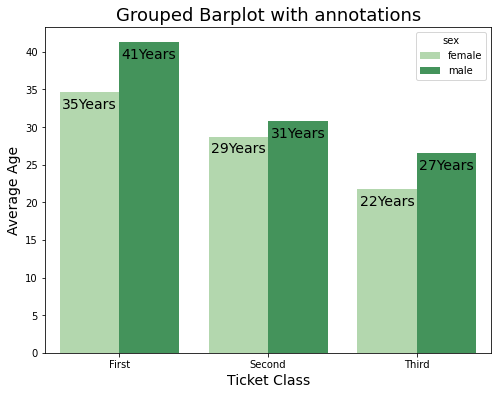 Grouped Barplot with annotations
sex
female
male
41Years
35Years
31Years
29Years
27Years
22Years
40
35
30
25
20
15
10
5
0
Average Age
First
Second
Third
Ticket Class